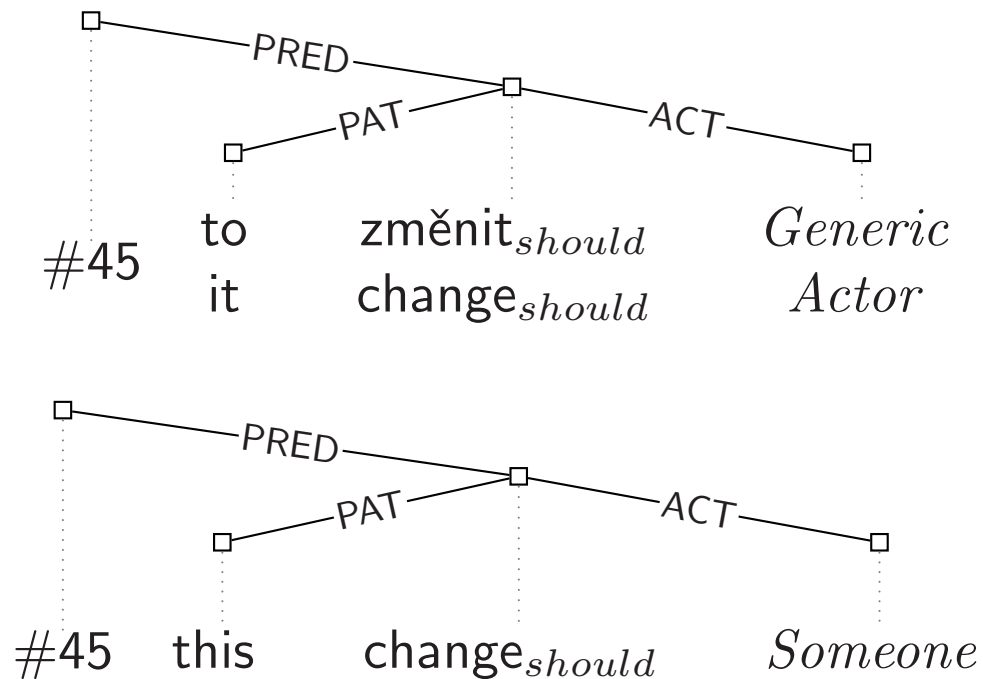 PRED
PAT ACT
#45 to změnit_should Generic
it change_should Actor
PRED
PAT ACT
#45 this change_should Someone